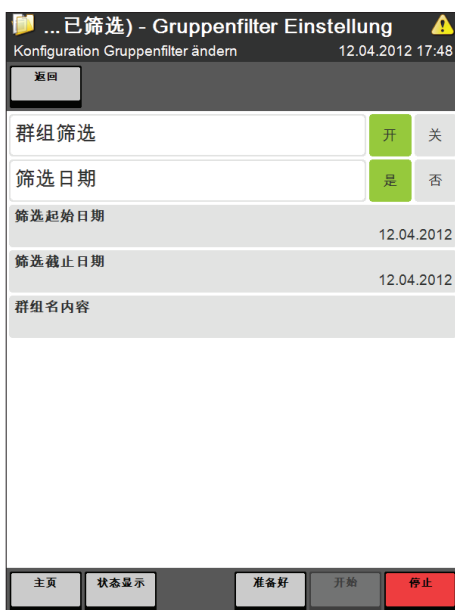 ...已筛选) - Gruppenfilter Einstellung
Konfiguration Gruppenfilter ändern 12.04.2012 17:48
返回
群组筛选 开 关
筛选日期 是 否
筛选起始日期
12.04.2012
筛选截止日期
12.04.2012
群组名内容
主页 状态显示 准备好 开始 停止